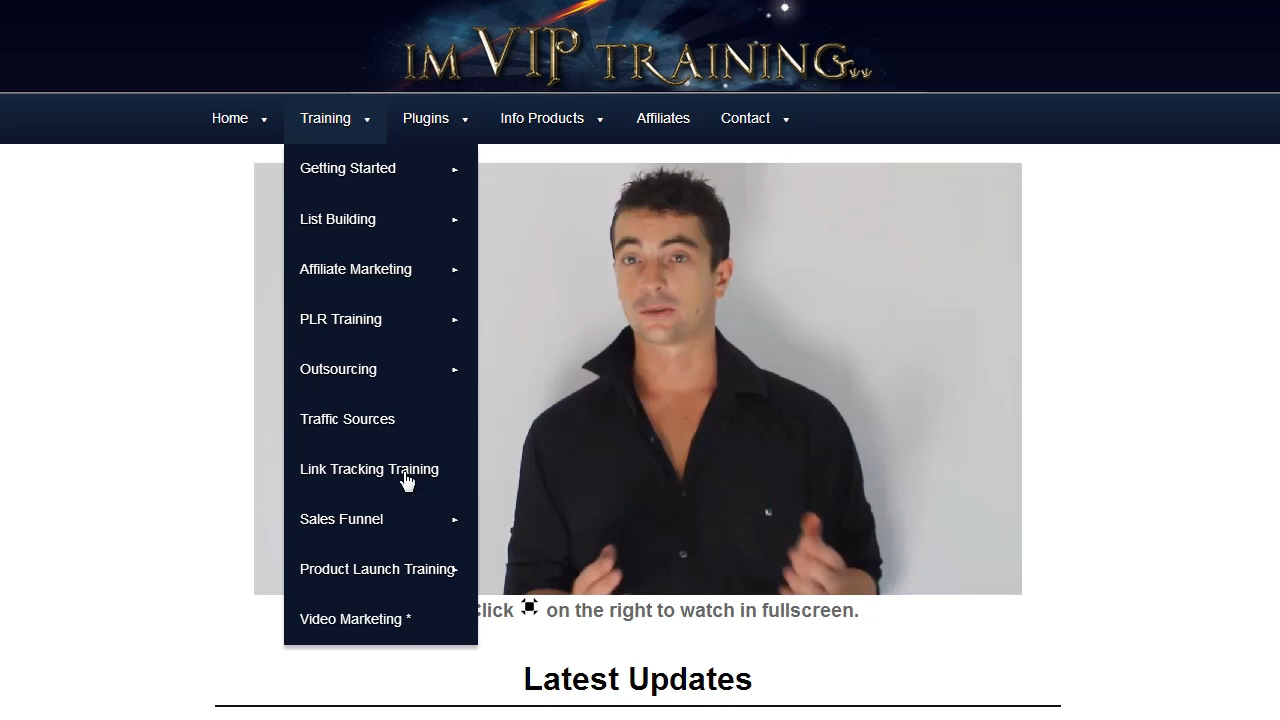 IM VIP TRAINING
Home
Training
Plugins
Info Products
Affiliates
Contact
Getting Started
List Building
Affiliate Marketing
PLR Training
Outsourcing
Traffic Sources
Link Tracking Training
Sales Funnel
Product Launch Training
Video Marketing *
Click on the right to watch in fullscreen.
Latest Updates